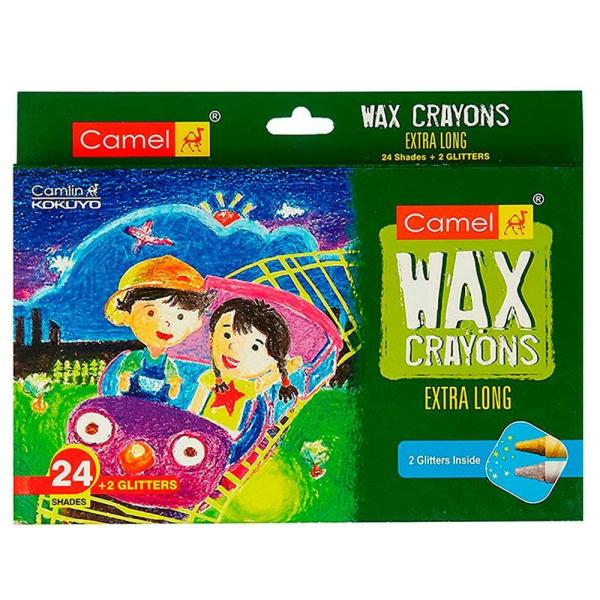 Camel ®
WAX CRAYONS
EXTRA LONG
24 Shades + 2 GLITTERS
Camlin
KOKUYO
Camel ®
WAX
CRAYONS
EXTRA LONG
2 Glitters Inside
24 +2 GLITTERS
SHADES